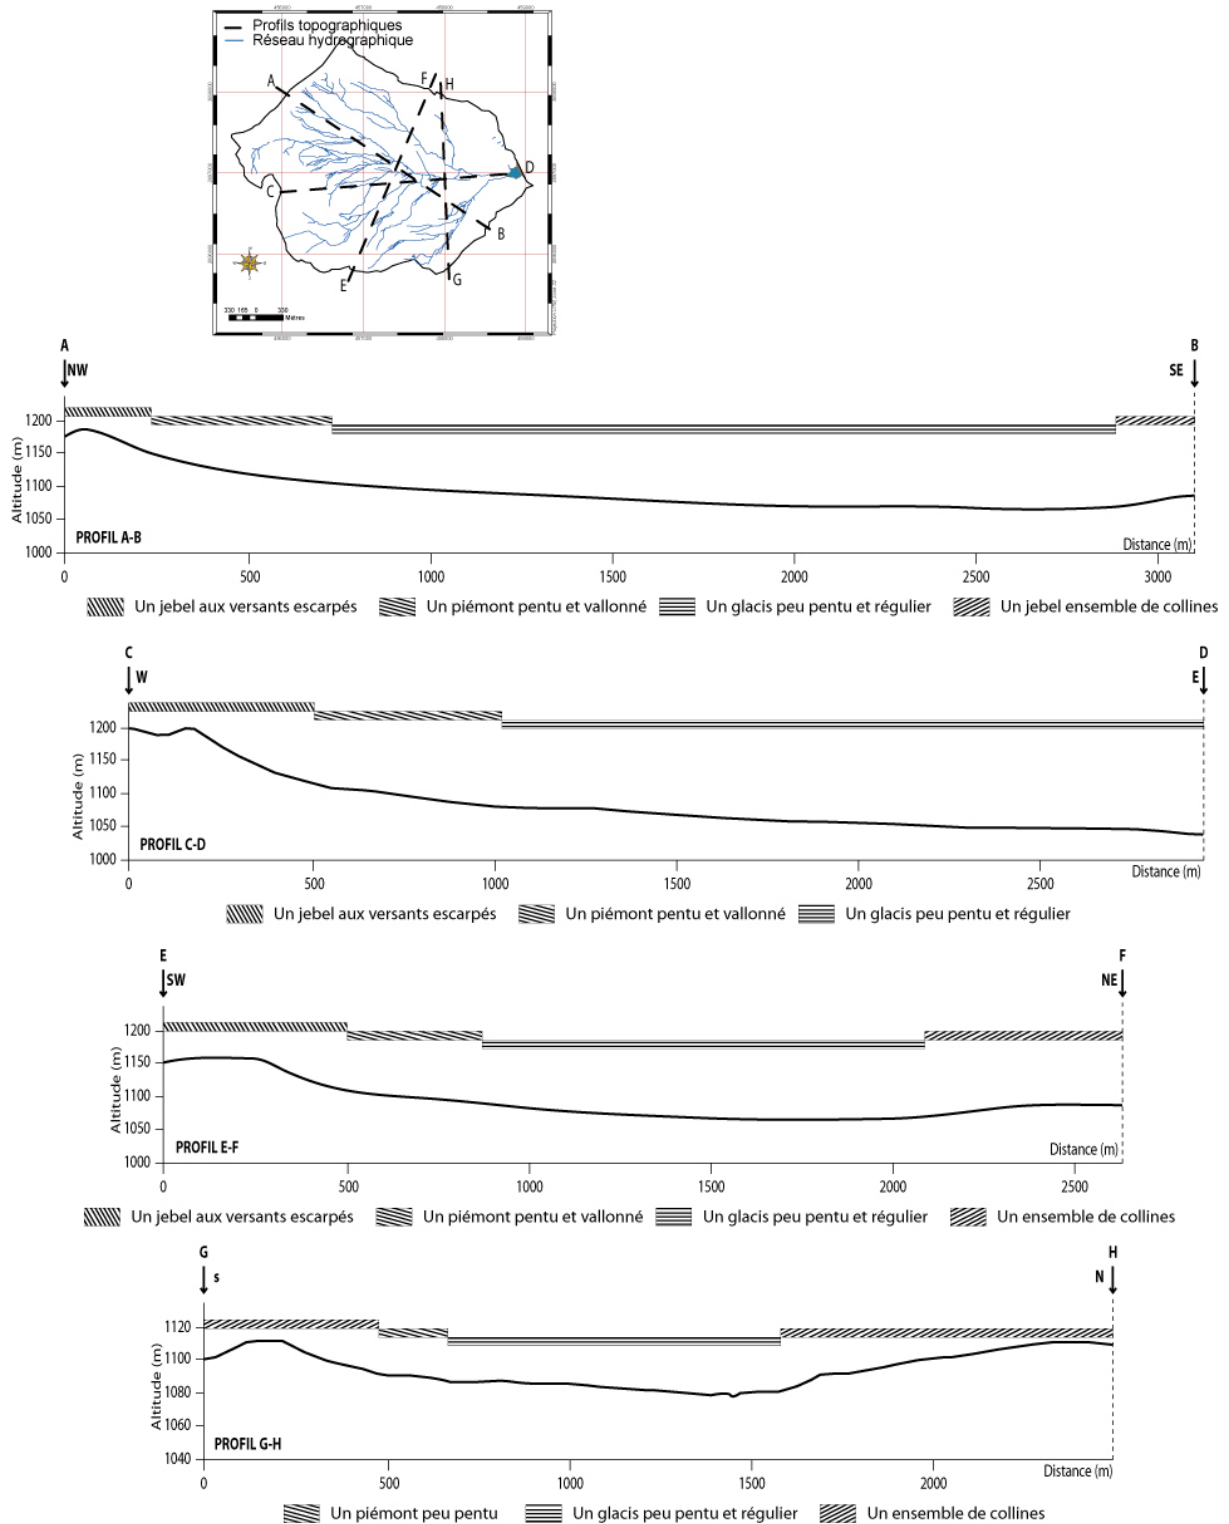 Profils topographiques
Réseau hydrographique
A
F
H
D
C
B
E
G
330 165 0 330
Mètres
A
B
NW
SE
1200
1150
1100
1050
1000
Altitude (m)
PROFIL A-B
Distance (m)
0 500 1000 1500 2000 2500 3000
Un jebel aux versants escarpés Un piémont pentu et vallonné Un glacis peu pentu et régulier Un jebel ensemble de collines
C
D
W
E
1200
1150
1100
1050
1000
Altitude (m)
PROFIL C-D
Distance (m)
0 500 1000 1500 2000 2500
Un jebel aux versants escarpés Un piémont pentu et vallonné Un glacis peu pentu et régulier
E
F
SW
NE
1200
1150
1100
1050
1000
Altitude (m)
PROFIL E-F
Distance (m)
0 500 1000 1500 2000 2500
Un jebel aux versants escarpés Un piémont pentu et vallonné Un glacis peu pentu et régulier Un ensemble de collines
G
H
s
N
1120
1100
1080
1060
1040
Altitude (m)
PROFIL G-H
Distance (m)
0 500 1000 1500 2000
Un piémont peu pentu Un glacis peu pentu et régulier Un ensemble de collines